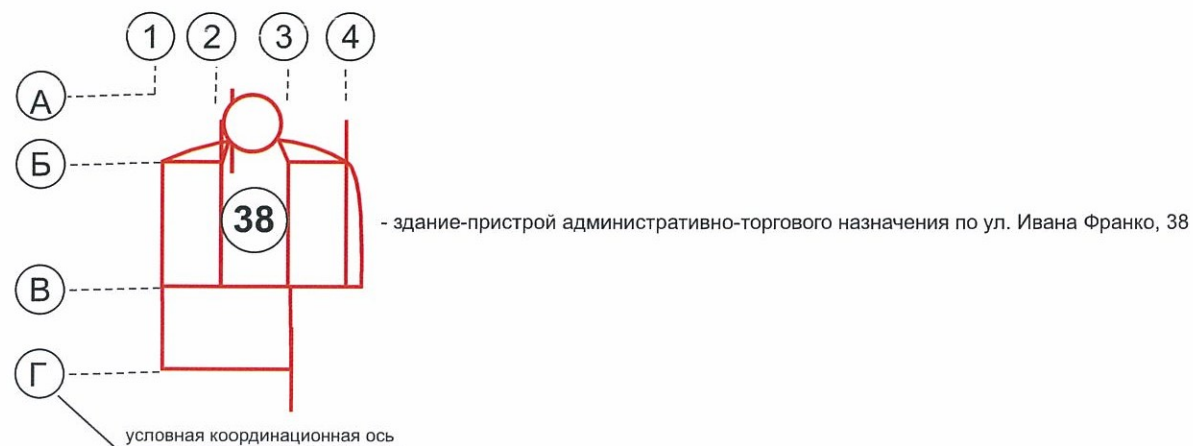 1 2 3 4
А
Б
38
- здание-пристрой административно-торгового назначения по ул. Ивана Франко, 38
В
Г
условная координационная ось